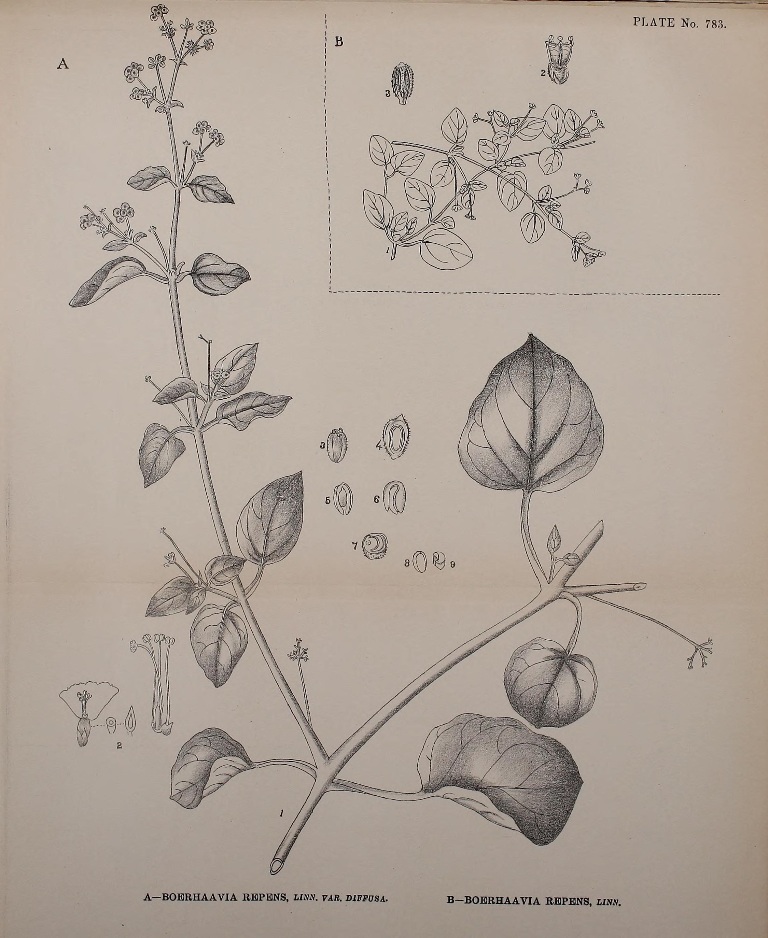 PLATE No. 783.
A
B
3
2
1
3
4
5
6
7
8
9
2
1
A—BOERHAAVIA REPENS, LINN. VAR. DIFFUSA.
B—BOERHAAVIA REPENS, LINN.